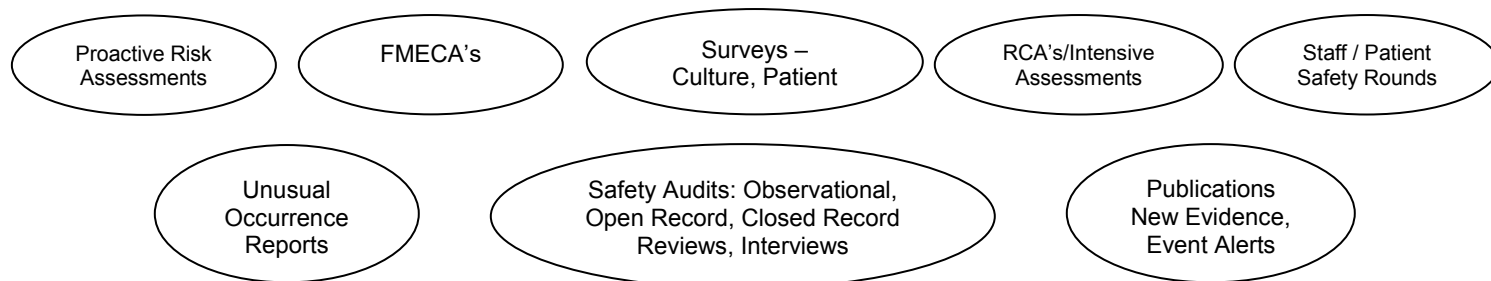 Proactive Risk
Assessments
FMECA’s
Surveys –
Culture, Patient
RCA’s/Intensive
Assessments
Staff / Patient
Safety Rounds
Unusual
Occurrence
Reports
Safety Audits: Observational,
Open Record, Closed Record
Reviews, Interviews
Publications
New Evidence,
Event Alerts